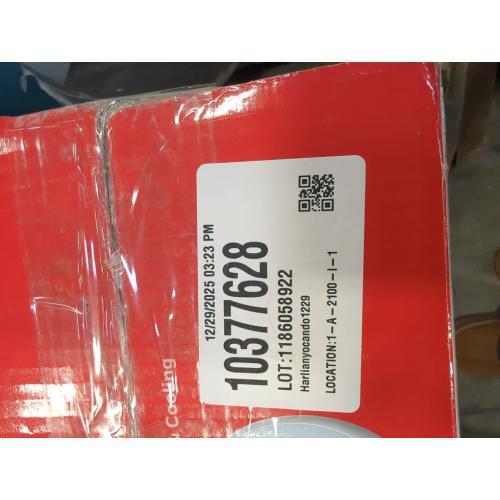 12/29/2025 03:23 PM
10377628
LOT:1186058922
Harlianyocando1229
LOCATION:1-A-2100-I-1
Cooling